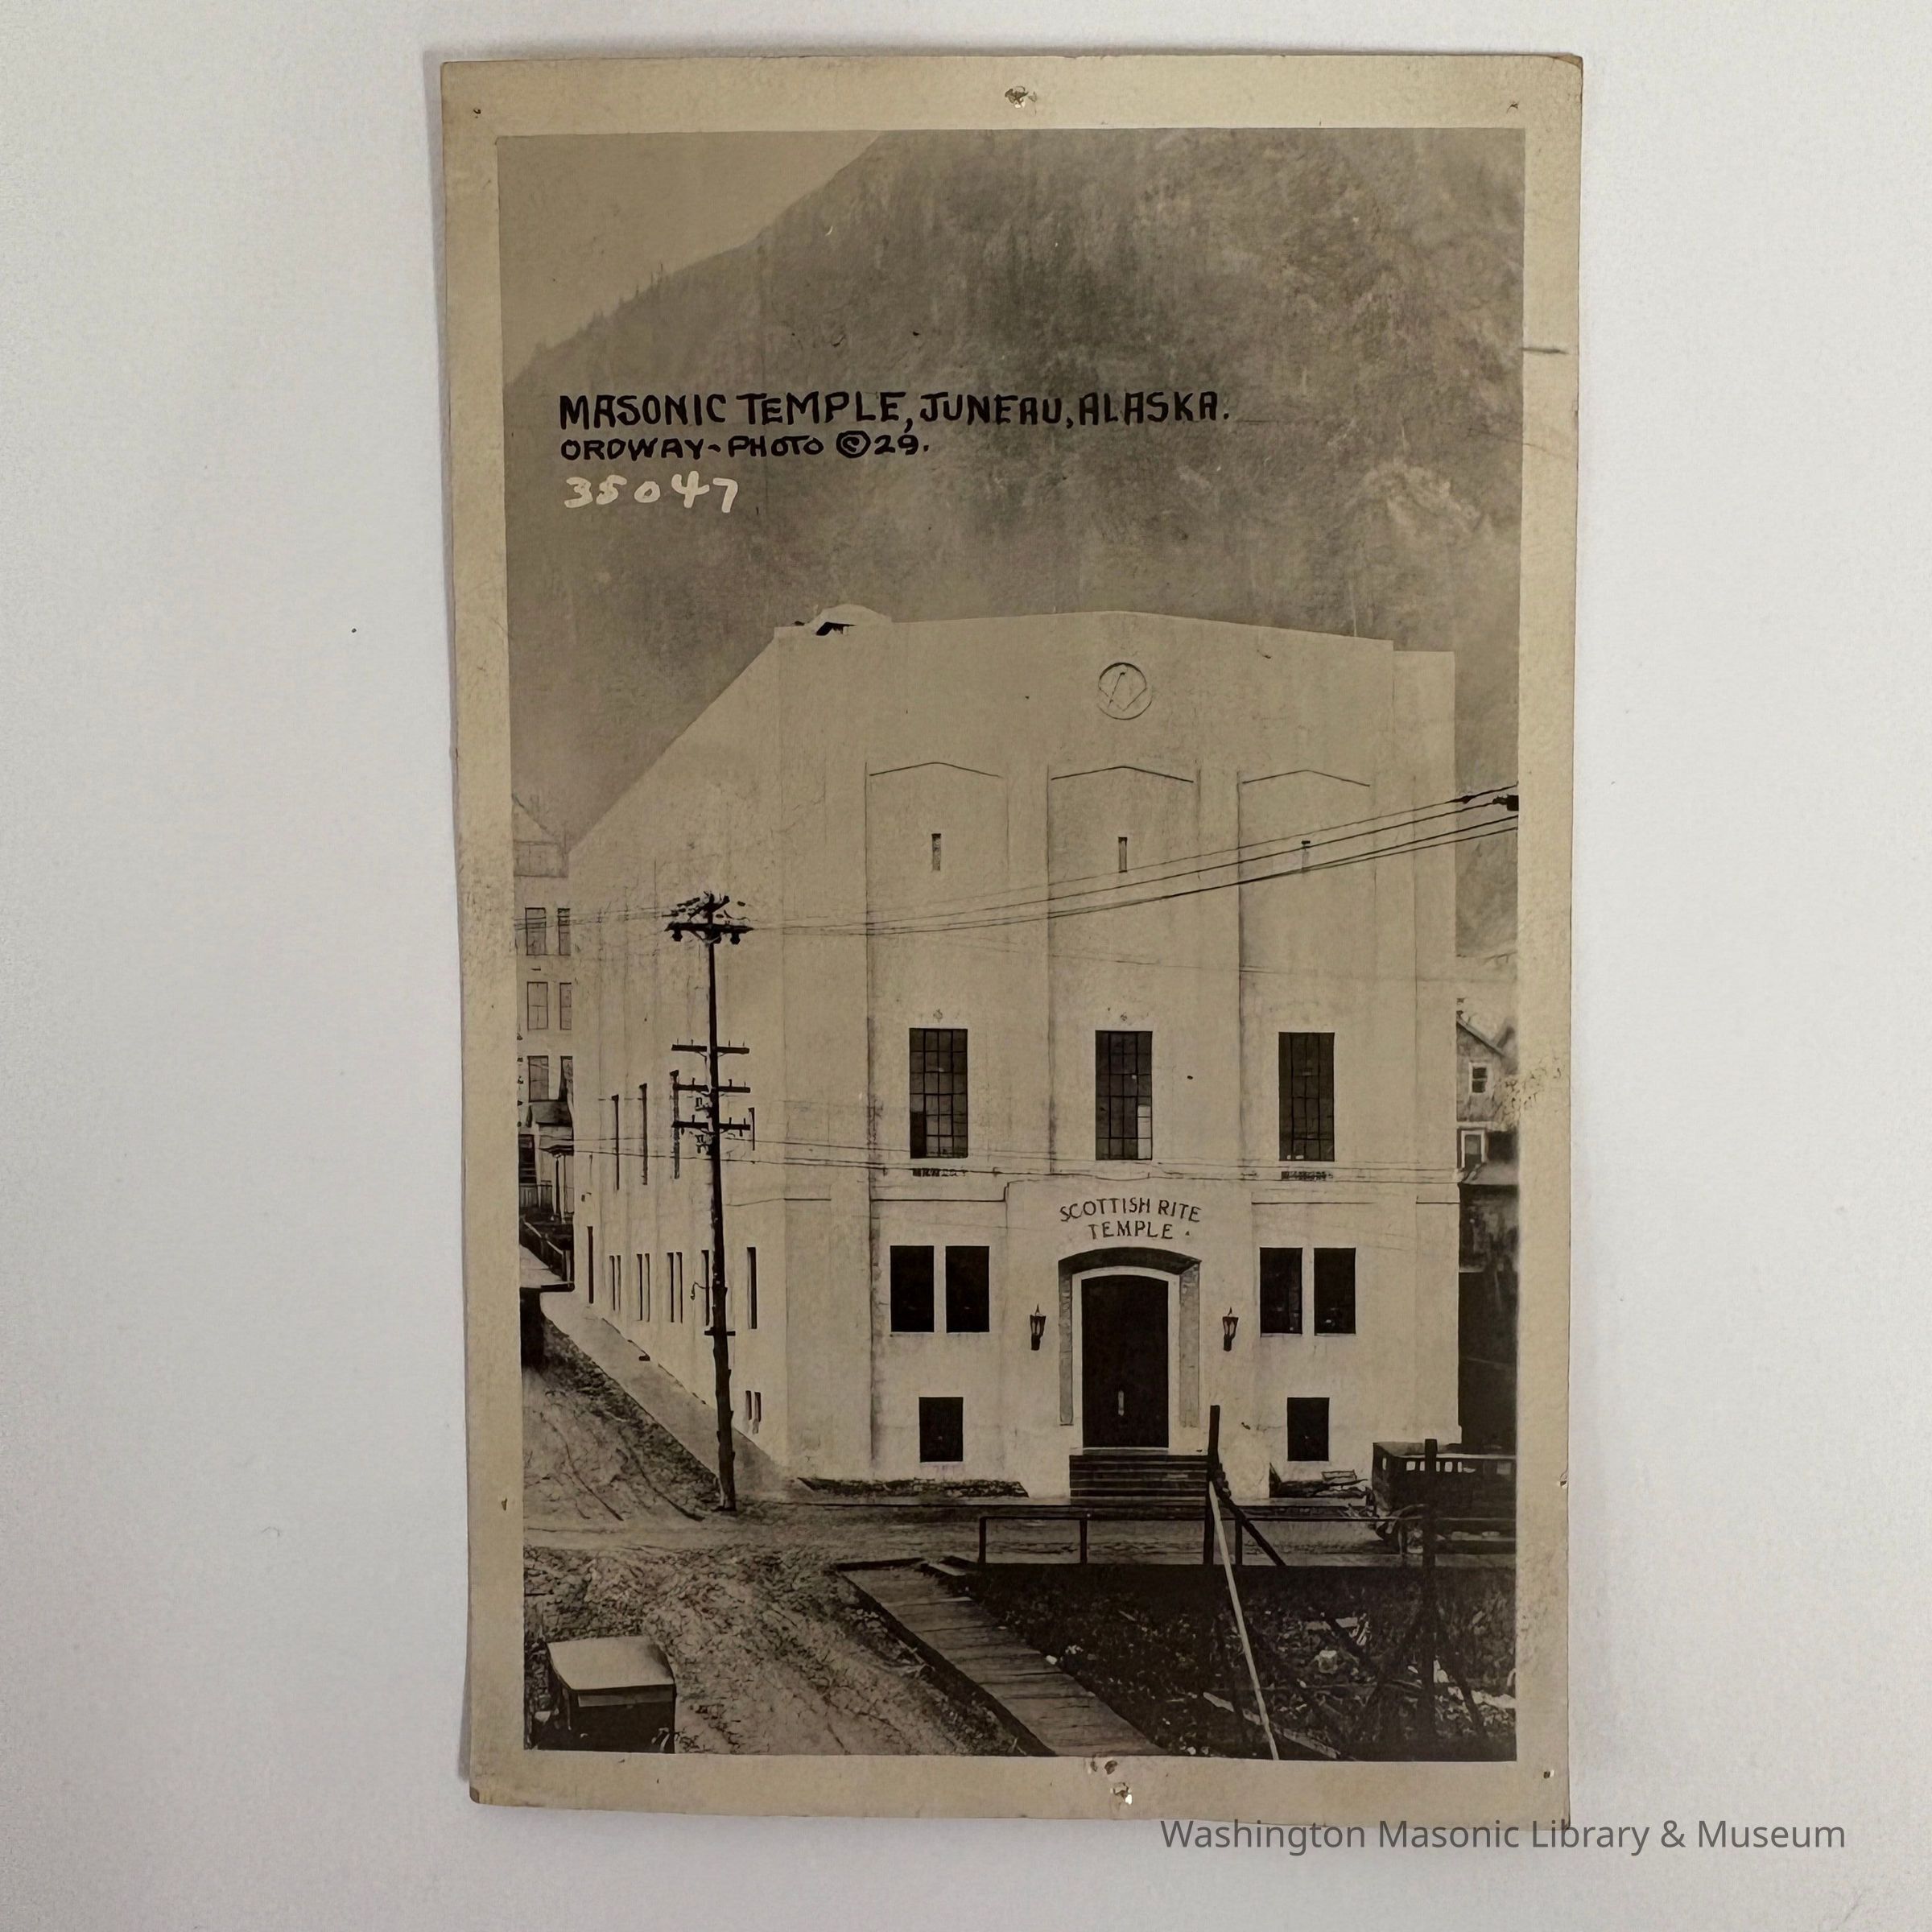 MASONIC TEMPLE, JUNEAU, ALASKA.
ORDWAY-PHOTO ©29.
35047
SCOTTISH RITE
TEMPLE
Washington Masonic Library & Museum